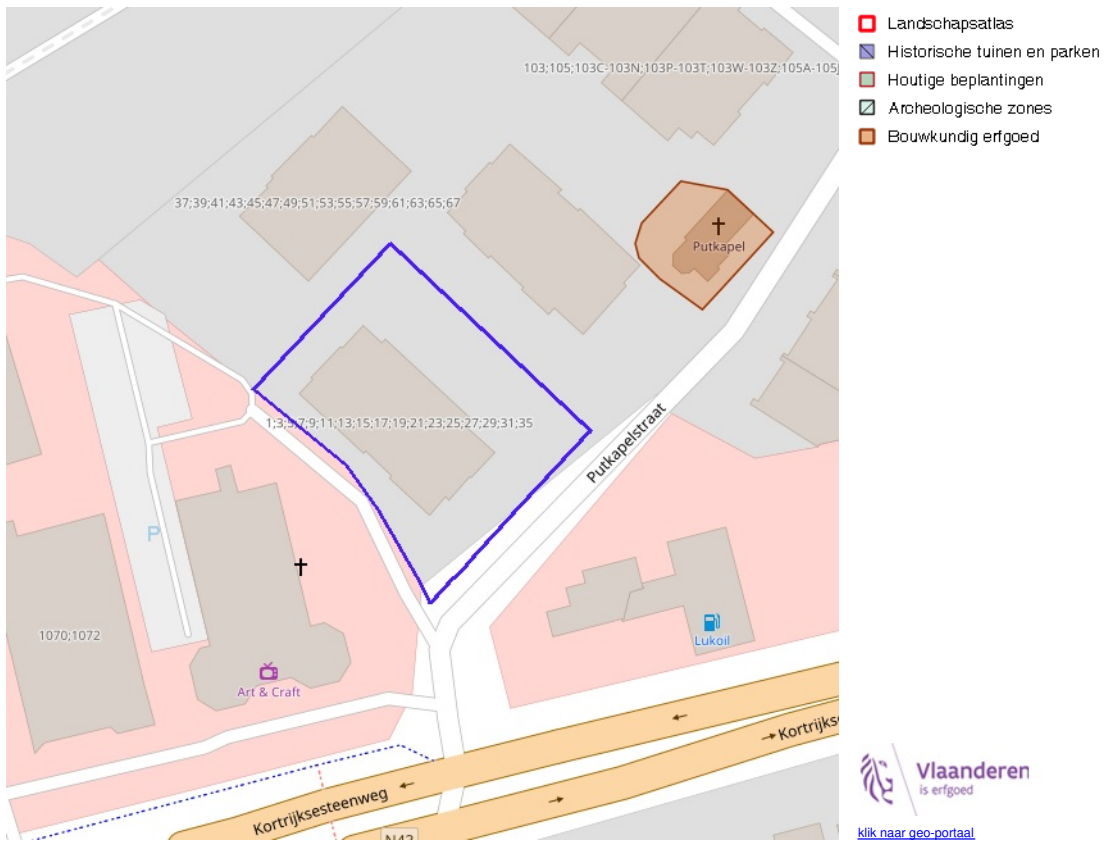 Landschapsatlas
Historische tuinen en parken
Houtige beplantingen
Archeologische zones
Bouwkundig erfgoed
103;105;103C-103N;103P-103T;103W-103Z;105A-105
37;39;41;43;45;47;49;51;53;55;57;59;61;63;65;67
Putkapel
1;3;5;7;9;11;13;15;17;19;21;23;25;27;29;31;35
Putkapelstraat
P
1070;1072
Lukoil
Art & Craft
Kortrijks
Kortrijksesteenweg
N43
Vlaanderen
is erfgoed
klik naar geo-portaal